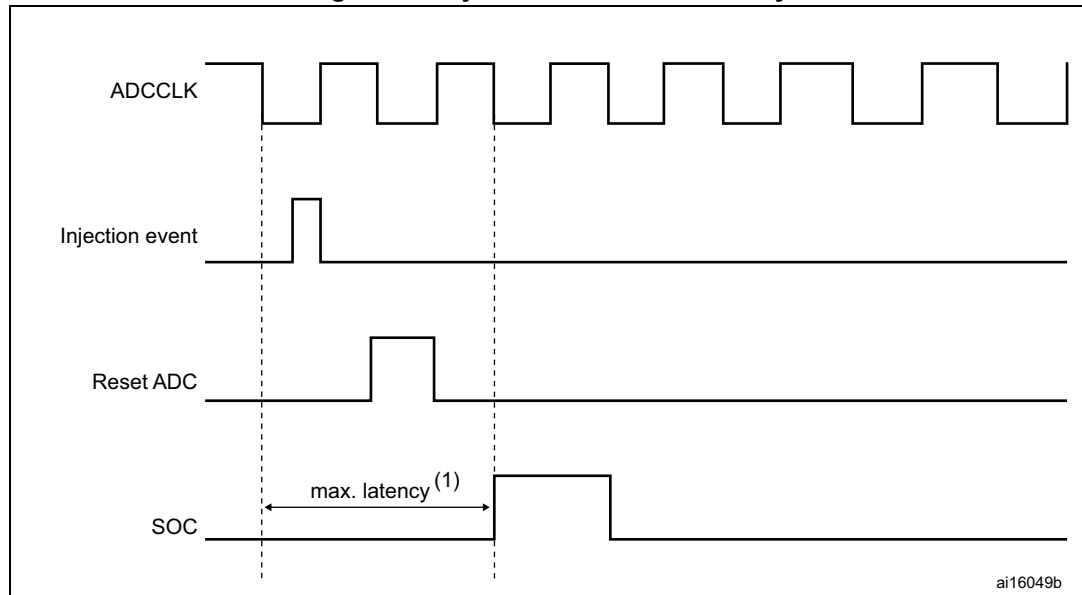 ADCCLK
Injection event
Reset ADC
max. latency (1)
SOC
ai16049b